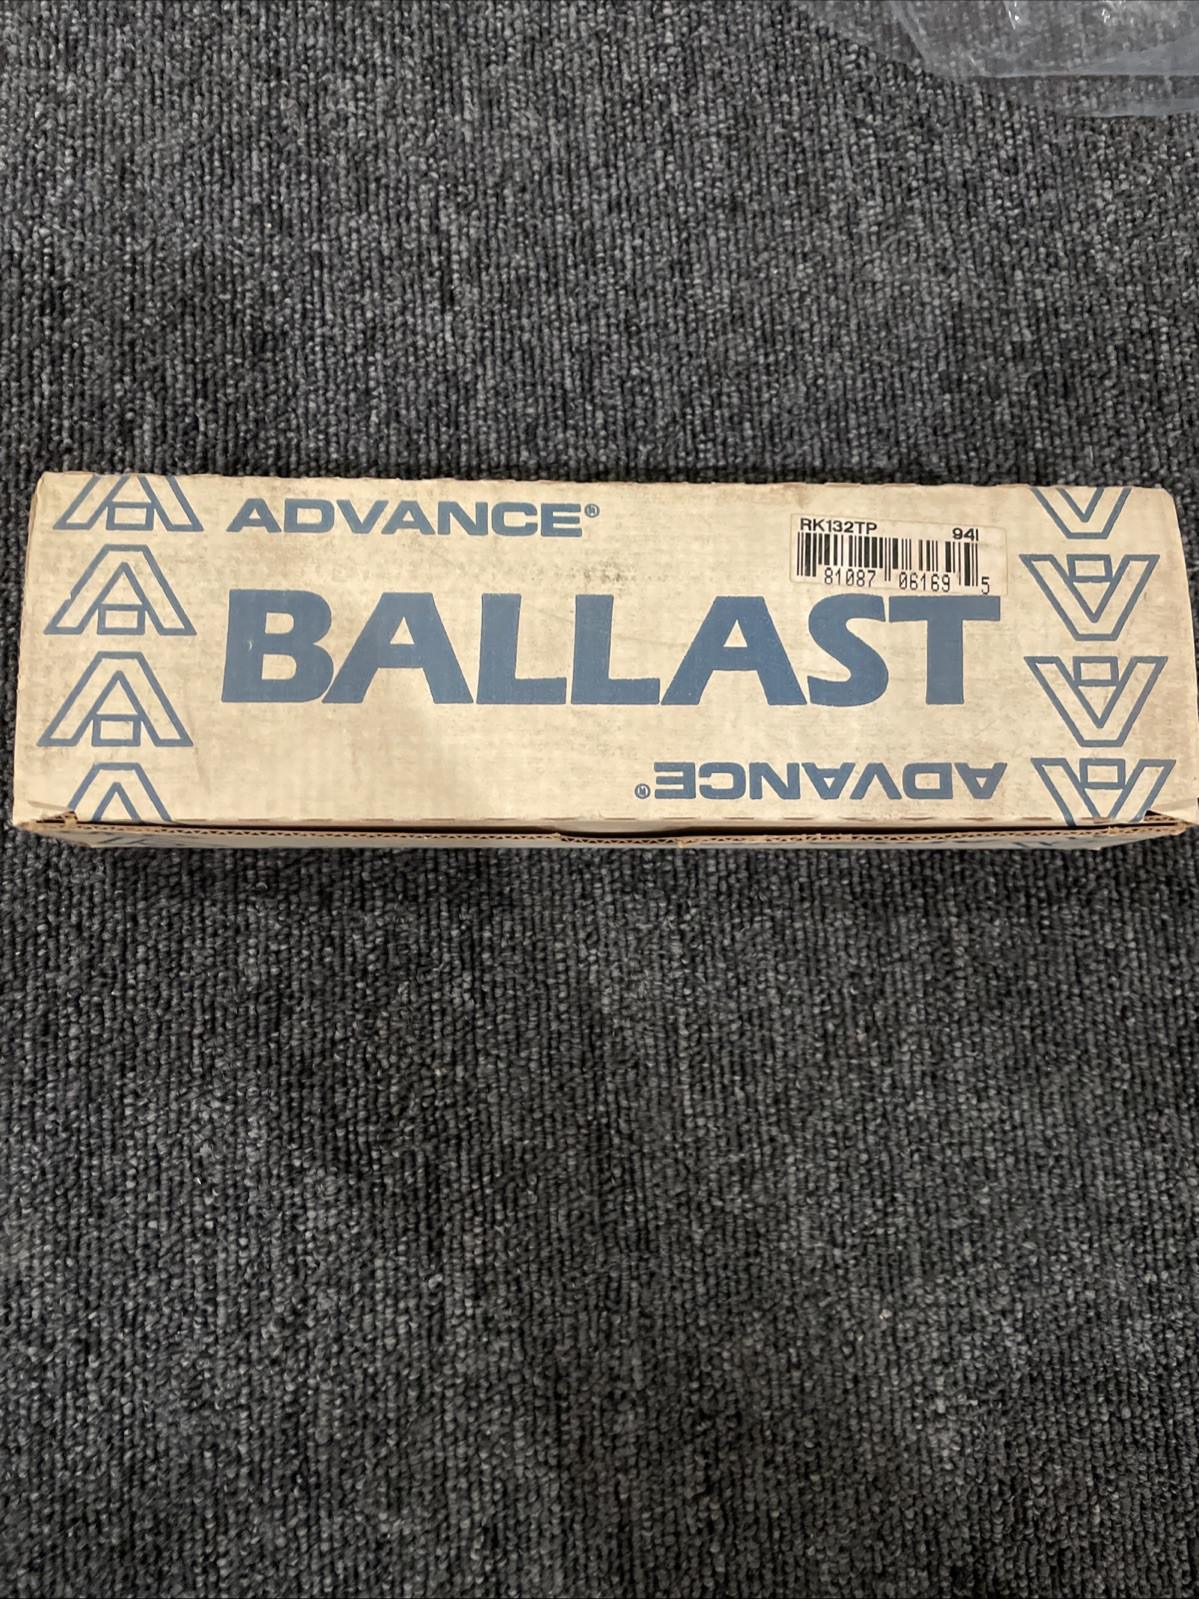 ADVANCE®
RK132TP 941
81087 06169 5
BALLAST
ADVANCE®